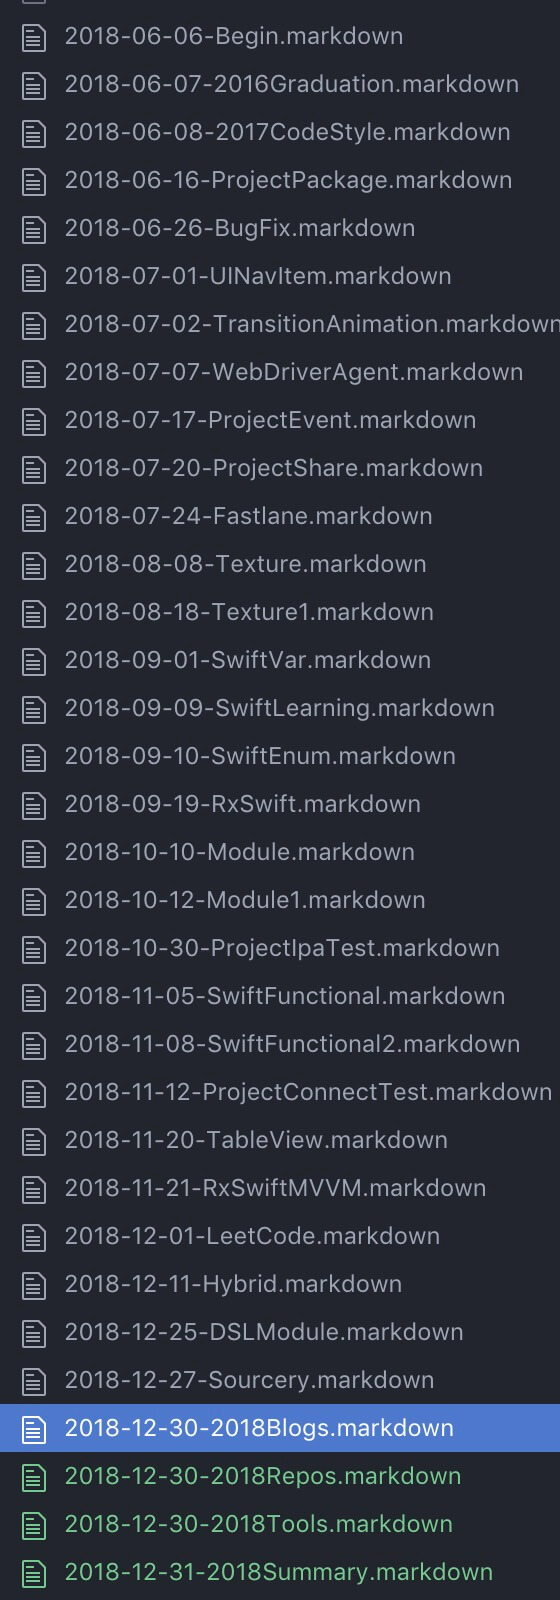 2018-06-06-Begin.markdown
2018-06-07-2016Graduation.markdown
2018-06-08-2017CodeStyle.markdown
2018-06-16-ProjectPackage.markdown
2018-06-26-BugFix.markdown
2018-07-01-UINavItem.markdown
2018-07-02-TransitionAnimation.markdown
2018-07-07-WebDriverAgent.markdown
2018-07-17-ProjectEvent.markdown
2018-07-20-ProjectShare.markdown
2018-07-24-Fastlane.markdown
2018-08-08-Texture.markdown
2018-08-18-Texture1.markdown
2018-09-01-SwiftVar.markdown
2018-09-09-SwiftLearning.markdown
2018-09-10-SwiftEnum.markdown
2018-09-19-RxSwift.markdown
2018-10-10-Module.markdown
2018-10-12-Module1.markdown
2018-10-30-ProjectIpaTest.markdown
2018-11-05-SwiftFunctional.markdown
2018-11-08-SwiftFunctional2.markdown
2018-11-12-ProjectConnectTest.markdown
2018-11-20-TableView.markdown
2018-11-21-RxSwiftMVVM.markdown
2018-12-01-LeetCode.markdown
2018-12-11-Hybrid.markdown
2018-12-25-DSLModule.markdown
2018-12-27-Sourcery.markdown
2018-12-30-2018Blogs.markdown
2018-12-30-2018Repos.markdown
2018-12-30-2018Tools.markdown
2018-12-31-2018Summary.markdown